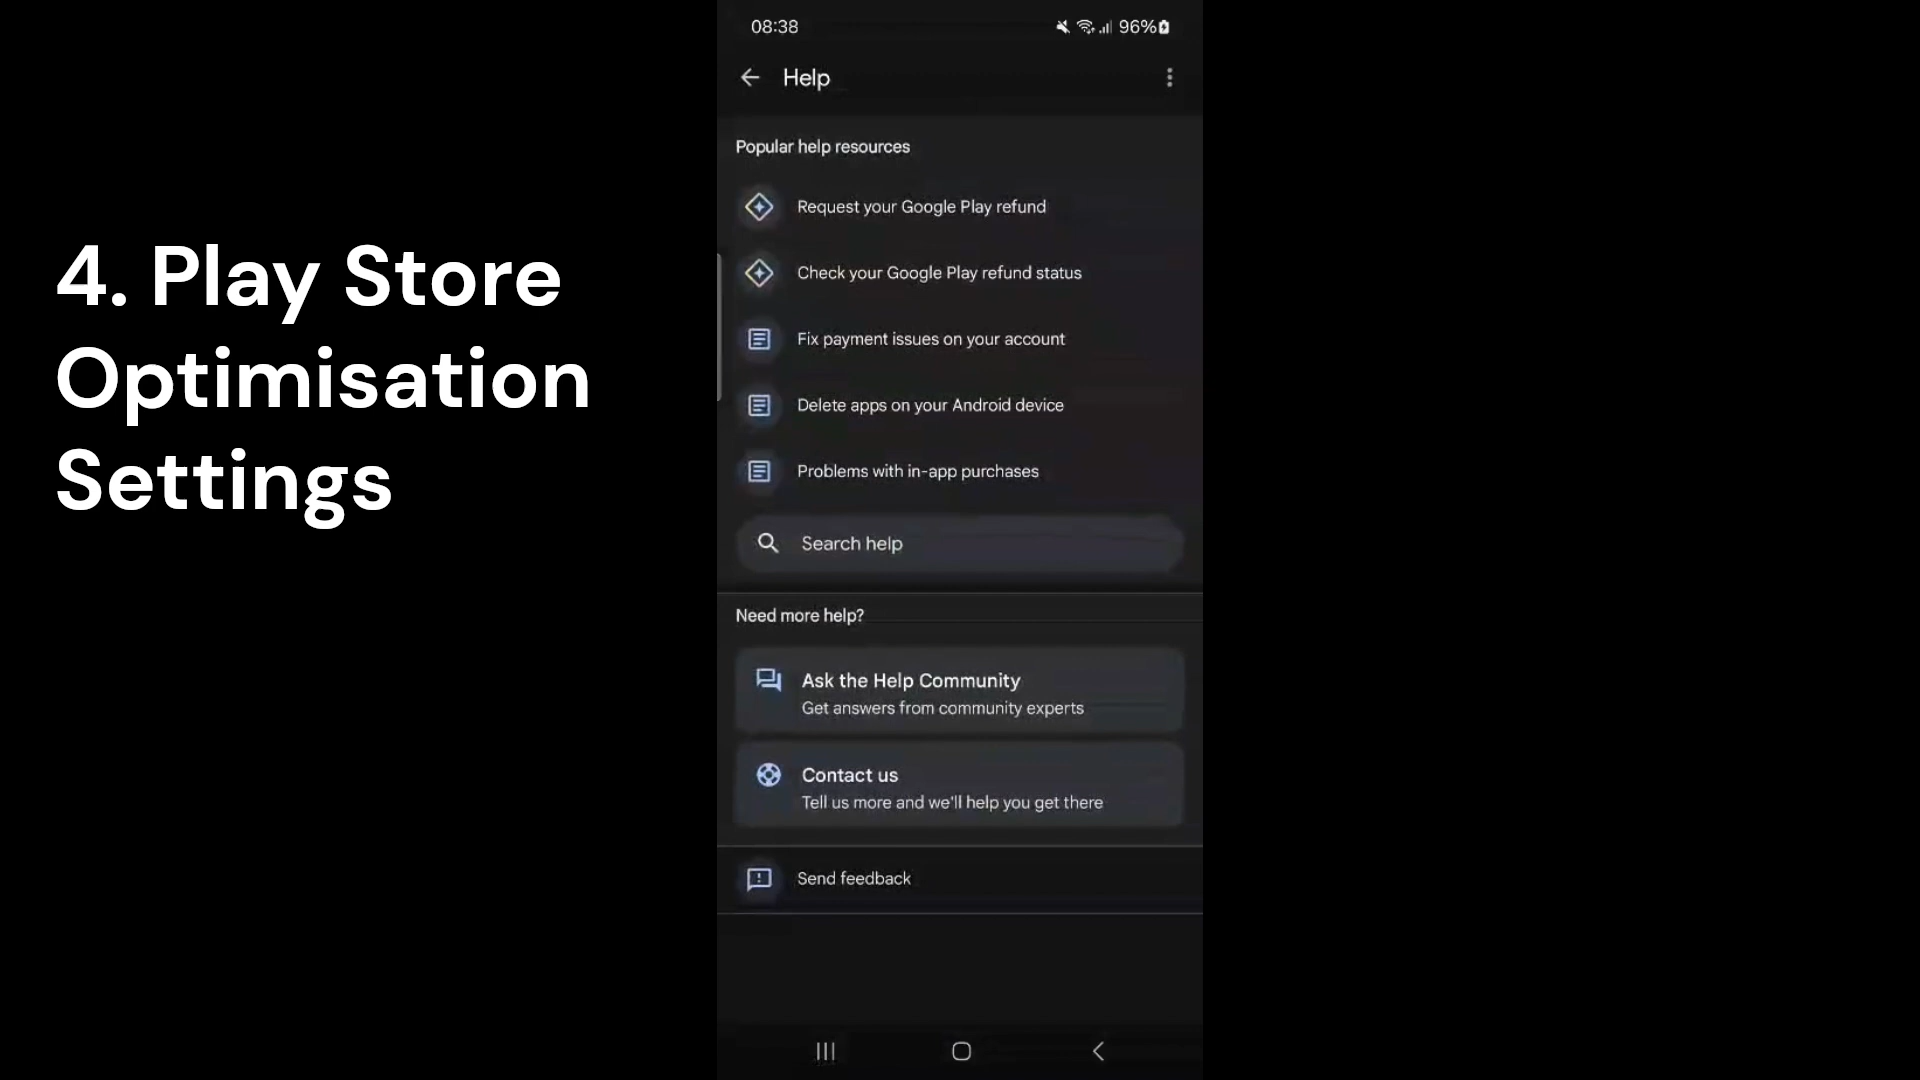 4. Play Store
Optimisation
Settings
08:38
96%
Help
Popular help resources
Request your Google Play refund
Check your Google Play refund status
Fix payment issues on your account
Delete apps on your Android device
Problems with in-app purchases
Search help
Need more help?
Ask the Help Community
Get answers from community experts
Contact us
Tell us more and we'll help you get there
Send feedback